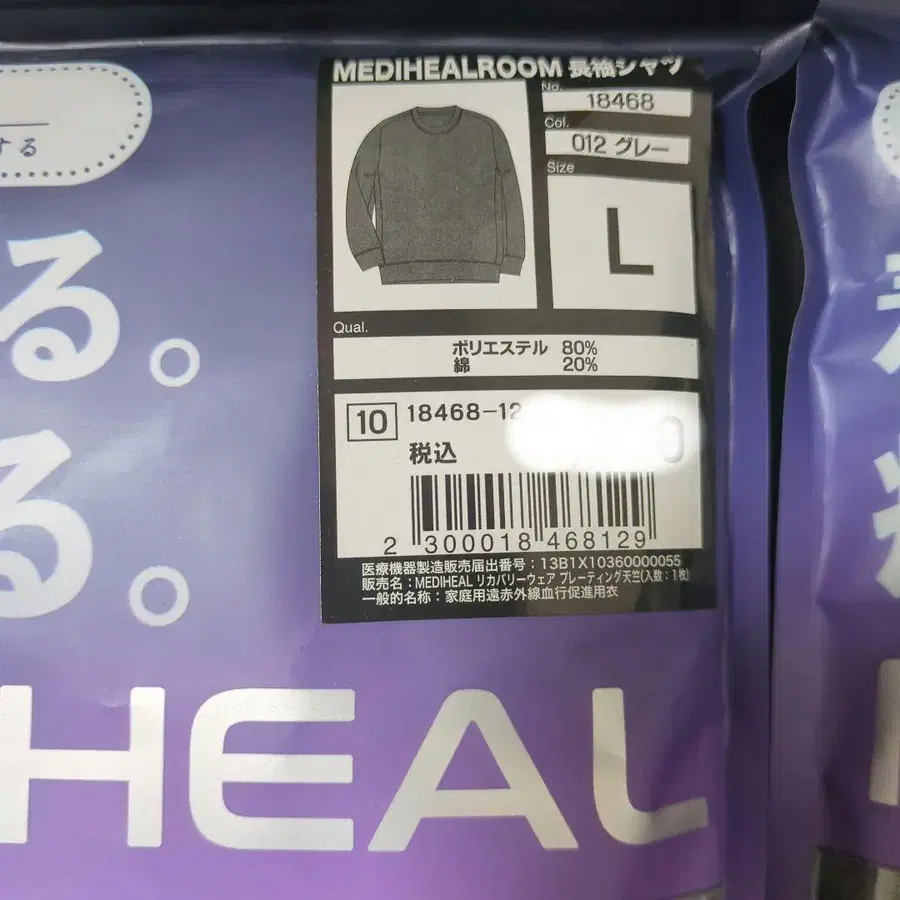 する
る。
る。
HEAL
MEDIHEALROOM 長袖シャツ
No.
18468
Col.
012 グレー
Size
L
Qual.
ポリエステル 80%
綿 20%
10 18468-12
税込
2 300018 468129
医療機器製造販売届出番号：13B1X10360000055
販売名：MEDIHEAL リカバリーウェア プレーティング天竺(入数：1枚)
一般的名称：家庭用遠赤外線血行促進用衣